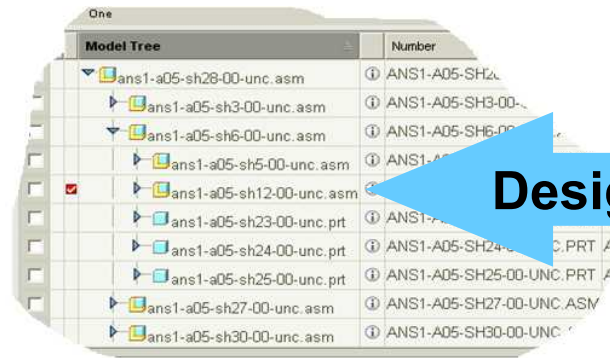 One
Model Tree Number
ans1-a05-sh28-00-unc.asm
ans1-a05-sh3-00-unc.asm ANS1-A05-SH3-00-
ans1-a05-sh6-00-unc.asm ANS1-A05-SH6-00
ans1-a05-sh5-00-unc.asm
ans1-a05-sh12-00-unc.asm
Desig
ans1-a05-sh23-00-unc.prt
ans1-a05-sh24-00-unc.prt ANS1-A05-SH24-
ans1-a05-sh25-00-unc.prt ANS1-A05-SH25-00-UNC.PRT
ans1-a05-sh27-00-unc.asm ANS1-A05-SH27-00-UNC.ASM
ans1-a05-sh30-00-unc.asm ANS1-A05-SH30-00-UNC